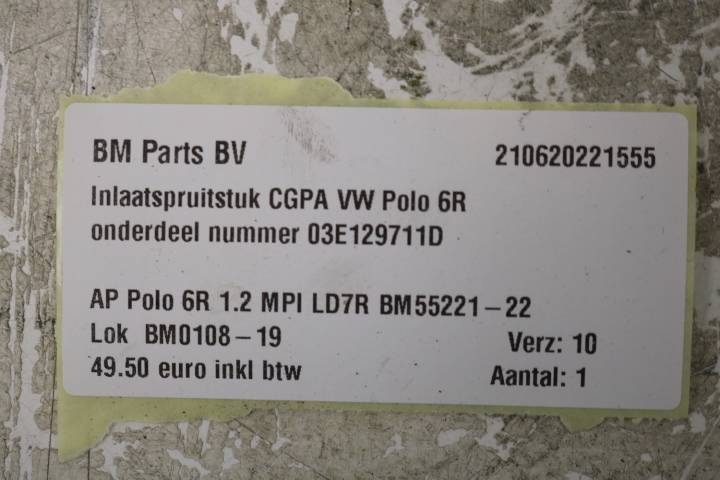 BM Parts BV 210620221555
Inlaatspruitstuk CGPA VW Polo 6R
onderdeel nummer 03E129711D
AP Polo 6R 1.2 MPI LD7R BM55221-22
Lok BM0108-19 Verz: 10
49.50 euro inkl btw Aantal: 1